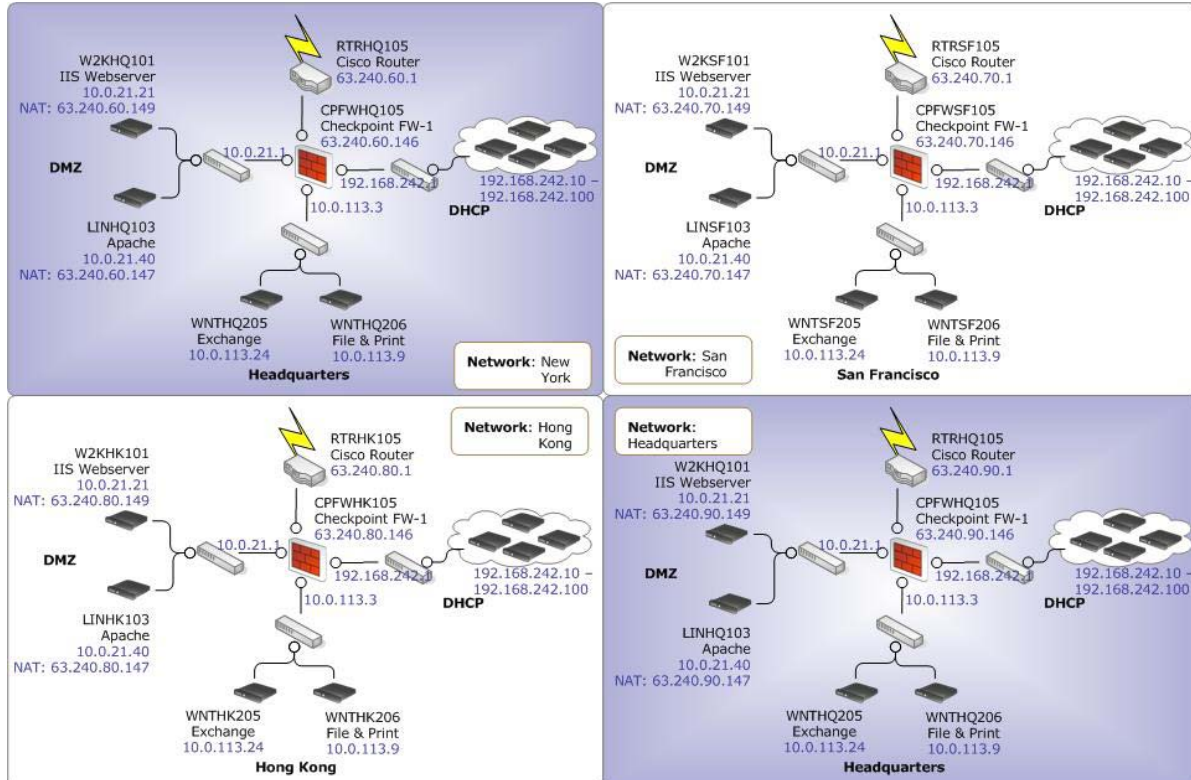 RTRHQ105
Cisco Router
63.240.60.1
W2KHQ101
IIS Webserver
10.0.21.21
NAT: 63.240.60.149
CPFWHQ105
Checkpoint FW-1
63.240.60.146
10.0.21.1
DMZ
192.168.242.1
192.168.242.10 –
192.168.242.100
DHCP
10.0.113.3
LINHQ103
Apache
10.0.21.40
NAT: 63.240.60.147
WNTHQ205
Exchange
10.0.113.24
WNTHQ206
File & Print
10.0.113.9
Headquarters
Network: New
York
RTRSF105
Cisco Router
63.240.70.1
W2KSF101
IIS Webserver
10.0.21.21
NAT: 63.240.70.149
CPFWSF105
Checkpoint FW-1
63.240.70.146
10.0.21.1
DMZ
192.168.242.1
192.168.242.10 –
192.168.242.100
DHCP
10.0.113.3
LINSF103
Apache
10.0.21.40
NAT: 63.240.70.147
WNTSF205
Exchange
10.0.113.24
WNTSF206
File & Print
10.0.113.9
Network: San
Francisco
San Francisco
Network: Hong
Kong
RTRHK105
Cisco Router
63.240.80.1
W2KHK101
IIS Webserver
10.0.21.21
NAT: 63.240.80.149
CPFWHK105
Checkpoint FW-1
63.240.80.146
10.0.21.1
DMZ
192.168.242.1
192.168.242.10 –
192.168.242.100
DHCP
10.0.113.3
LINHK103
Apache
10.0.21.40
NAT: 63.240.80.147
WNTHK205
Exchange
10.0.113.24
WNTHK206
File & Print
10.0.113.9
Hong Kong
Network:
Headquarters
RTRHQ105
Cisco Router
63.240.90.1
W2KHQ101
IIS Webserver
10.0.21.21
NAT: 63.240.90.149
CPFWHQ105
Checkpoint FW-1
63.240.90.146
10.0.21.1
DMZ
192.168.242.1
192.168.242.10 –
192.168.242.100
DHCP
10.0.113.3
LINHQ103
Apache
10.0.21.40
NAT: 63.240.90.147
WNTHQ205
Exchange
10.0.113.24
WNTHQ206
File & Print
10.0.113.9
Headquarters